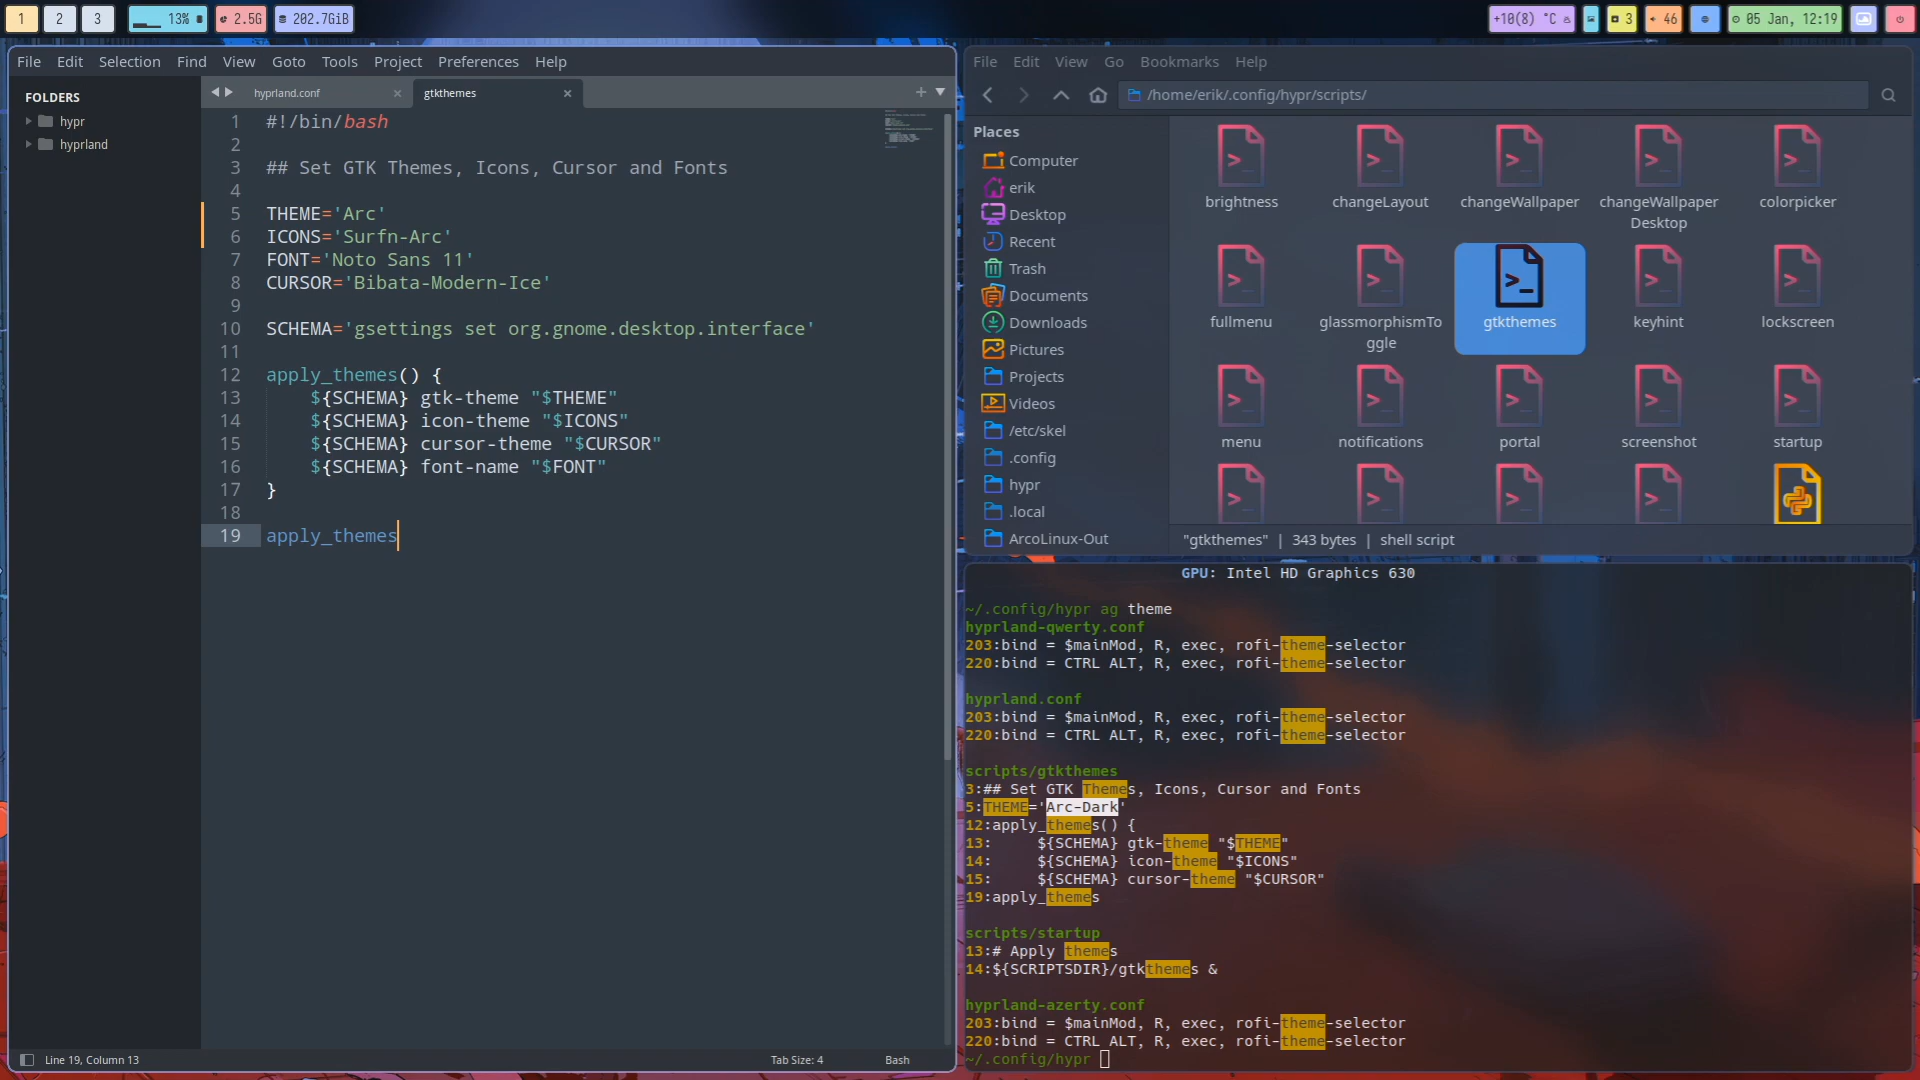 1 2 3 13% 2.5G 202.7GiB +10(8) °C 3 46 05 Jan, 12:19
File Edit Selection Find View Goto Tools Project Preferences Help
FOLDERS
hypr
hyprland
hyprland.conf × gtkthemes ×
1 #!/bin/bash
2
3 ## Set GTK Themes, Icons, Cursor and Fonts
4
5 THEME='Arc'
6 ICONS='Surfn-Arc'
7 FONT='Noto Sans 11'
8 CURSOR='Bibata-Modern-Ice'
9
10 SCHEMA='gsettings set org.gnome.desktop.interface'
11
12 apply_themes() {
13 ${SCHEMA} gtk-theme "$THEME"
14 ${SCHEMA} icon-theme "$ICONS"
15 ${SCHEMA} cursor-theme "$CURSOR"
16 ${SCHEMA} font-name "$FONT"
17 }
18
19 apply_themes
Line 19, Column 13 Tab Size: 4 Bash
File Edit View Go Bookmarks Help
/home/erik/.config/hypr/scripts/
Places
Computer
erik
Desktop
Recent
Trash
Documents
Downloads
Pictures
Projects
Videos
/etc/skel
.config
hypr
.local
ArcoLinux-Out
brightness changeLayout changeWallpaper changeWallpaper colorpicker
Desktop
fullmenu glassmorphismTo gtkthemes keyhint lockscreen
ggle
menu notifications portal screenshot startup
"gtkthemes" | 343 bytes | shell script
GPU: Intel HD Graphics 630
~/.config/hypr ag theme
hyprland-qwerty.conf
203:bind = $mainMod, R, exec, rofi-theme-selector
220:bind = CTRL ALT, R, exec, rofi-theme-selector
hyprland.conf
203:bind = $mainMod, R, exec, rofi-theme-selector
220:bind = CTRL ALT, R, exec, rofi-theme-selector
scripts/gtkthemes
3:## Set GTK Themes, Icons, Cursor and Fonts
5:THEME='Arc-Dark'
12:apply_themes() {
13: ${SCHEMA} gtk-theme "$THEME"
14: ${SCHEMA} icon-theme "$ICONS"
15: ${SCHEMA} cursor-theme "$CURSOR"
19:apply_themes
scripts/startup
13:# Apply themes
14:${SCRIPTSDIR}/gtkthemes &
hyprland-azerty.conf
203:bind = $mainMod, R, exec, rofi-theme-selector
220:bind = CTRL ALT, R, exec, rofi-theme-selector
~/.config/hypr